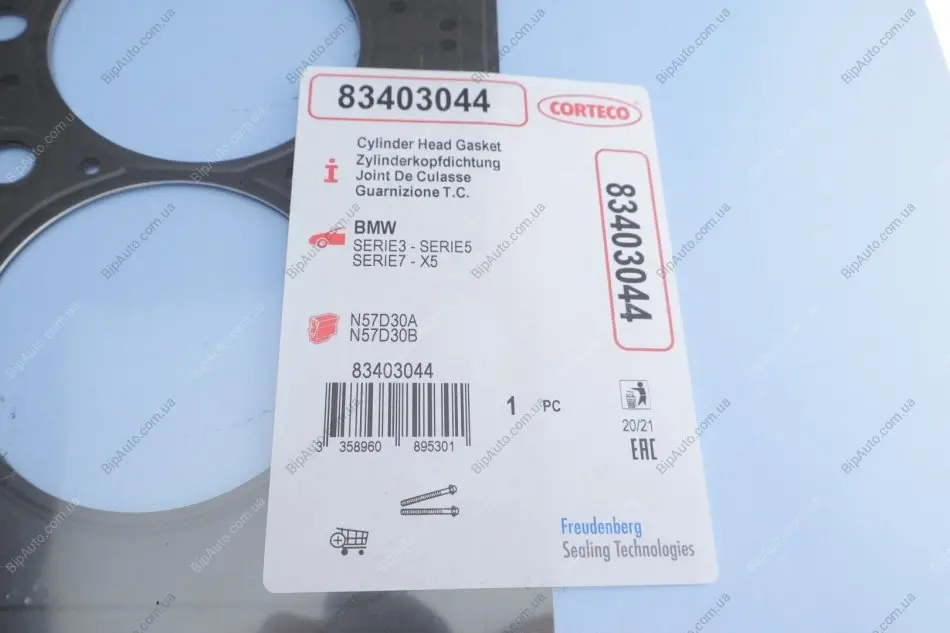 83403044
CORTECO
Cylinder Head Gasket
Zylinderkopfdichtung
Joint De Culasse
Guarnizione T.C.
83403044
BMW
SERIE3 - SERIE5
SERIE7 - X5
N57D30A
N57D30B
83403044
3 358960 895301
1 PC
20/21
EAC
Freudenberg
Sealing Technologies
BipAuto.com.ua